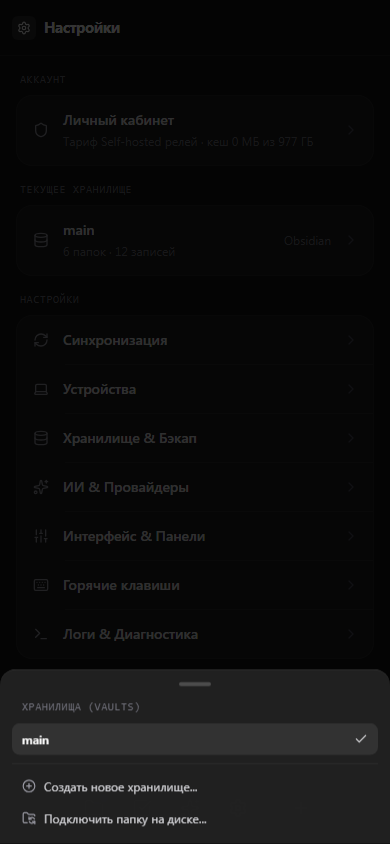 Настройки
АККАУНТ
Личный кабинет
Тариф Self-hosted релей · кеш 0 МБ из 977 ГБ
ТЕКУЩЕЕ ХРАНИЛИЩЕ
main
Obsidian
6 папок · 12 записей
НАСТРОЙКИ
Синхронизация
Устройства
Хранилище & Бэкап
ИИ & Провайдеры
Интерфейс & Панели
Горячие клавиши
Логи & Диагностика
ХРАНИЛИЩА (VAULTS)
main
Создать новое хранилище...
Подключить папку на диске...